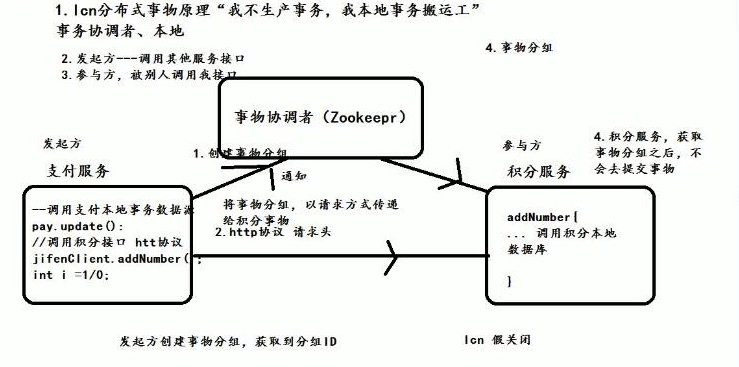 1. lcn分布式事物原理“我不生产事务，我本地事务搬运工”
事务协调者、本地
2. 发起方---调用其他服务接口
3. 参与方，被别人调用我接口
4. 事物分组
事物协调者（Zookeepr）
发起方
支付服务
1. 创建事物分组
通知
参与方
积分服务
4. 积分服务，获取
事物分组之后，不
会去提交事物
--调用支付本地事务数据源
pay.update():
//调用积分接口 htt协议
jifenClient.addNumber(;
int i =1/0;
将事物分组，以请求方式传递
给积分事物
2. http协议 请求头
addNumber{
... 调用积分本地
数据库
}
发起方创建事物分组，获取到分组ID
lcn 假关闭